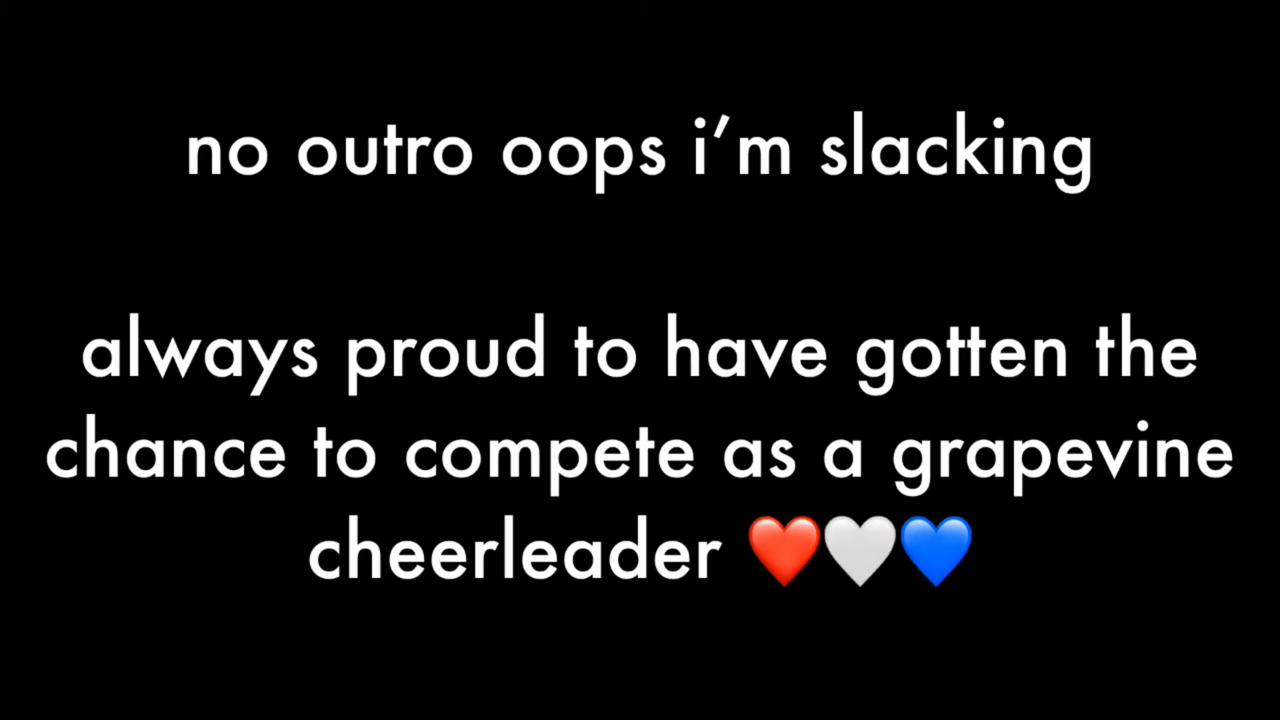 no outro oops i’m slacking
always proud to have gotten the
chance to compete as a grapevine
cheerleader ❤️🤍💙